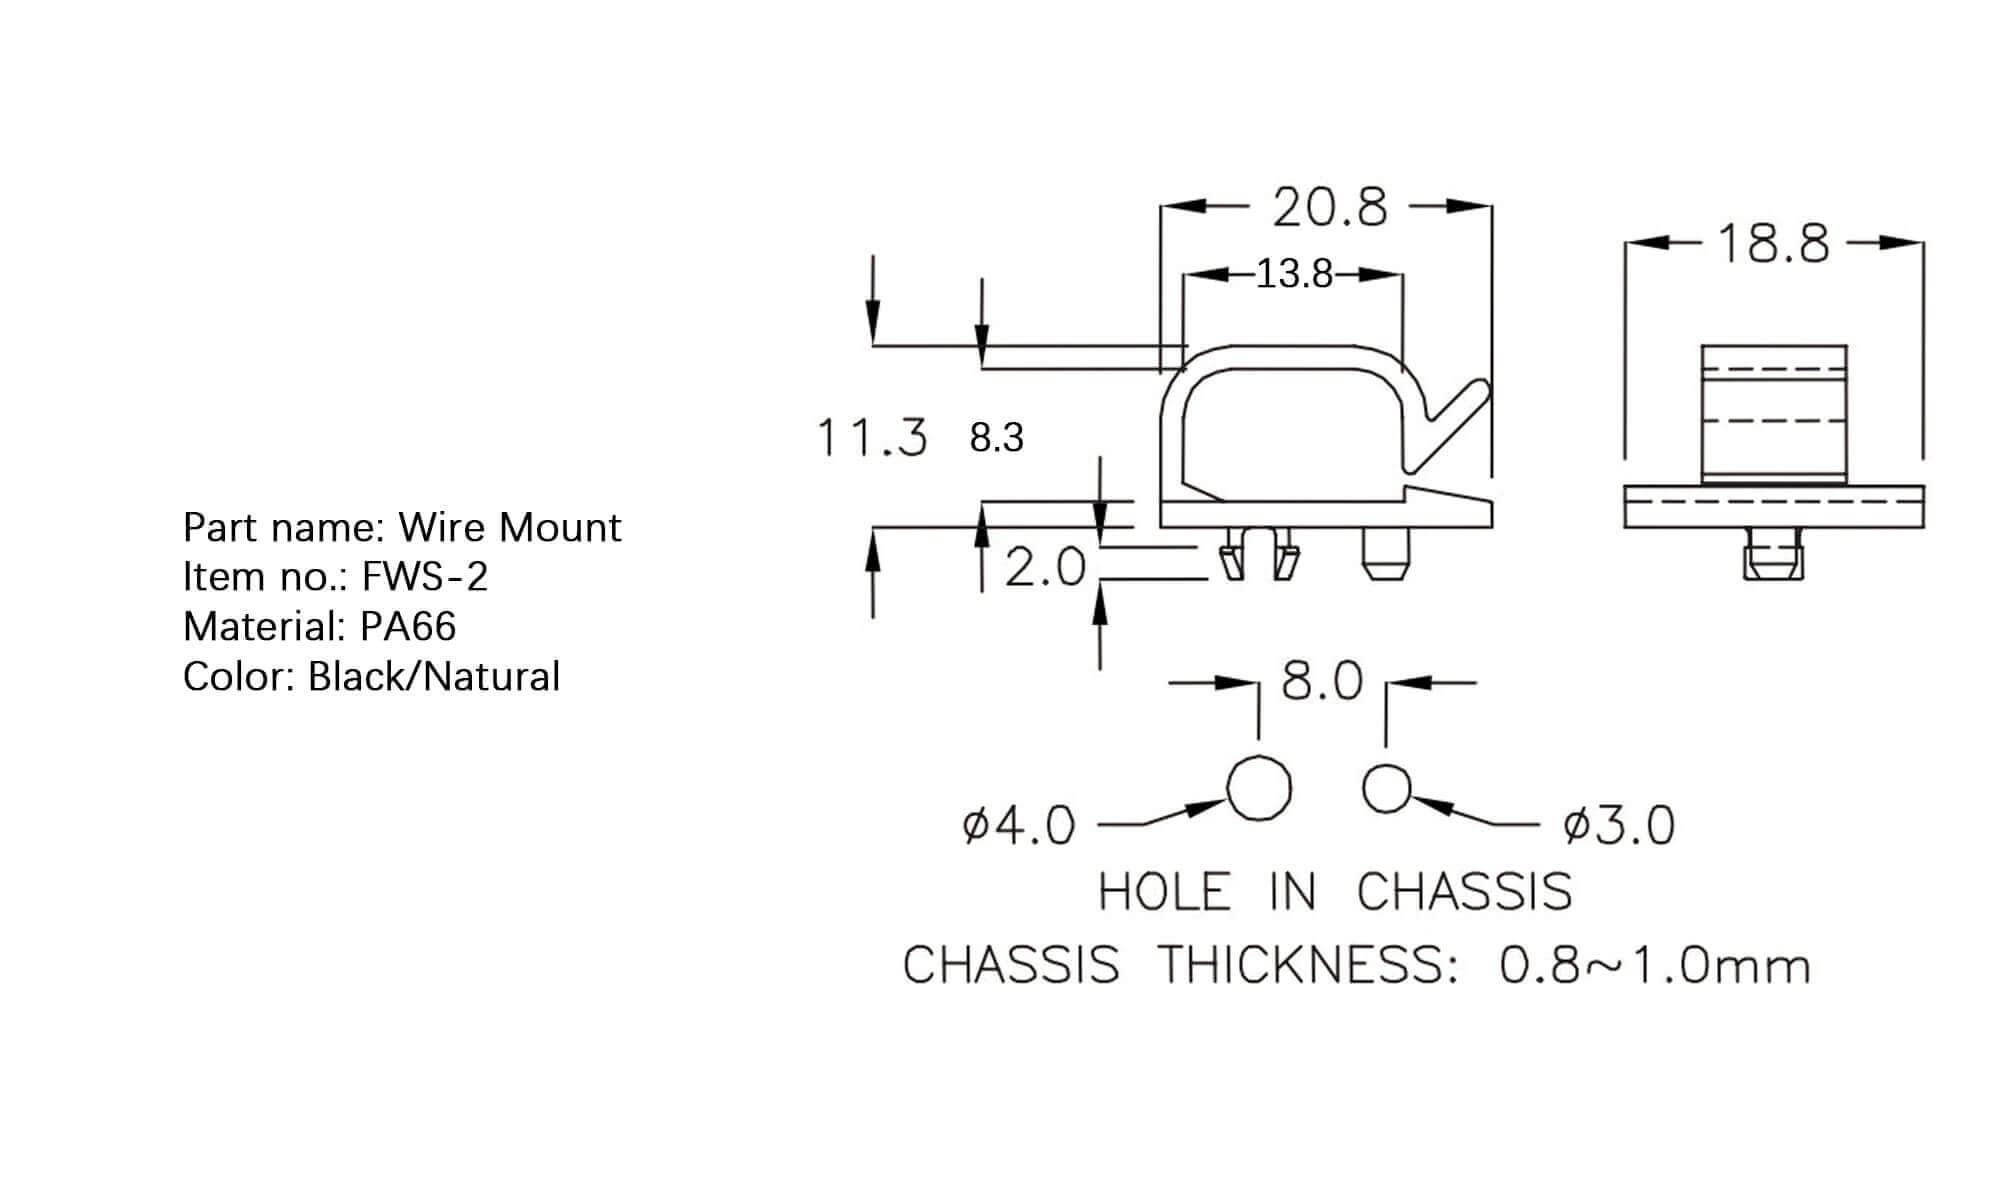 Part name: Wire Mount
Item no.: FWS-2
Material: PA66
Color: Black/Natural
20.8
13.8
18.8
11.3
8.3
2.0
8.0
ø4.0
ø3.0
HOLE IN CHASSIS
CHASSIS THICKNESS: 0.8~1.0mm